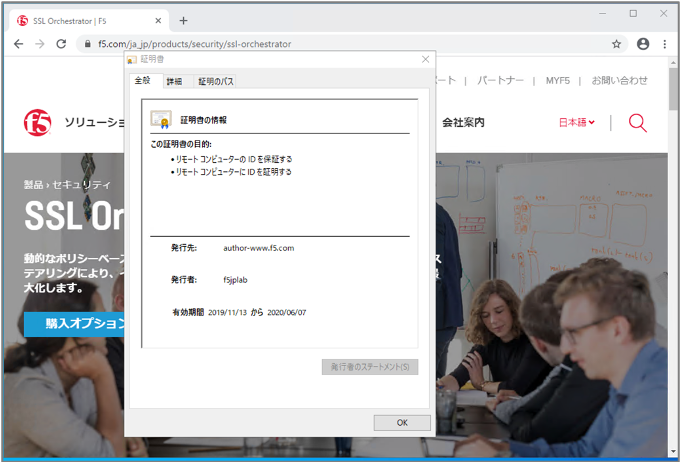 SSL Orchestrator | F5
f5.com/ja_jp/products/security/ssl-orchestrator
証明書
全般 詳細 証明のパス
ポート | パートナー | MYF5 | お問い合わせ
f5 ソリューショ
会社案内 日本語
証明書の情報
この証明書の目的:
• リモート コンピューターの ID を保証する
• リモート コンピューターに ID を証明する
製品 › セキュリティ
SSL Or
動的なポリシーベース
ス
テアリングにより、
最
大化します。
購入オプション
発行先: author-www.f5.com
発行者: f5jplab
有効期間 2019/11/13 から 2020/06/07
発行者のステートメント(S)
OK